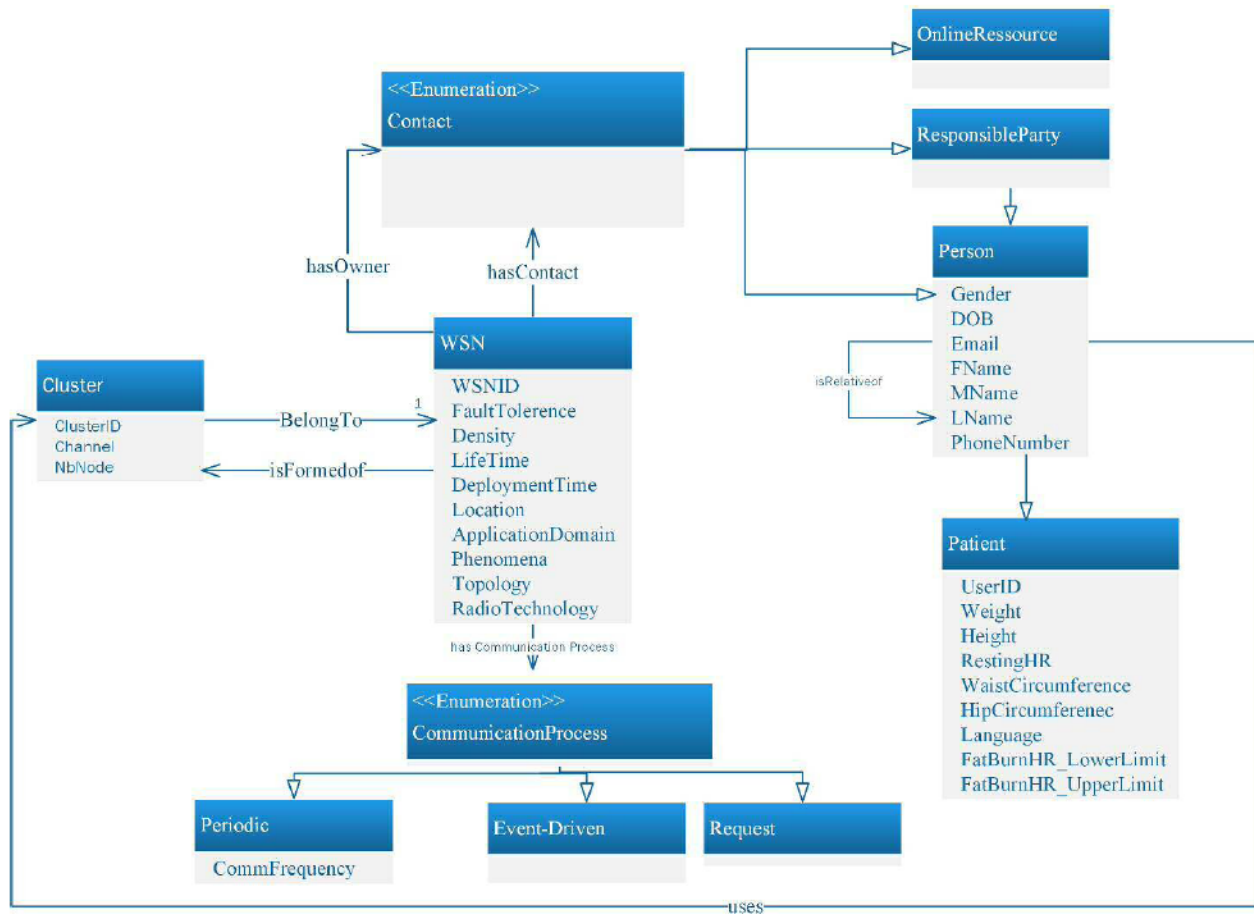 OnlineRessource
<<Enumeration>>
Contact
ResponsibleParty
hasOwner
hasContact
Person
Gender
DOB
Email
FName
MName
LName
PhoneNumber
isRelativeof
WSN
WSNID
FaultTolerence
Density
LifeTime
DeploymentTime
Location
ApplicationDomain
Phenomena
Topology
RadioTechnology
Cluster
ClusterID
Channel
NbNode
BelongTo
1
isFormedof
Patient
UserID
Weight
Height
RestingHR
WaistCircumference
HipCircumferenec
Language
FatBurnHR_LowerLimit
FatBurnHR_UpperLimit
has Communication Process
<<Enumeration>>
CommunicationProcess
Periodic
CommFrequency
Event-Driven
Request
uses